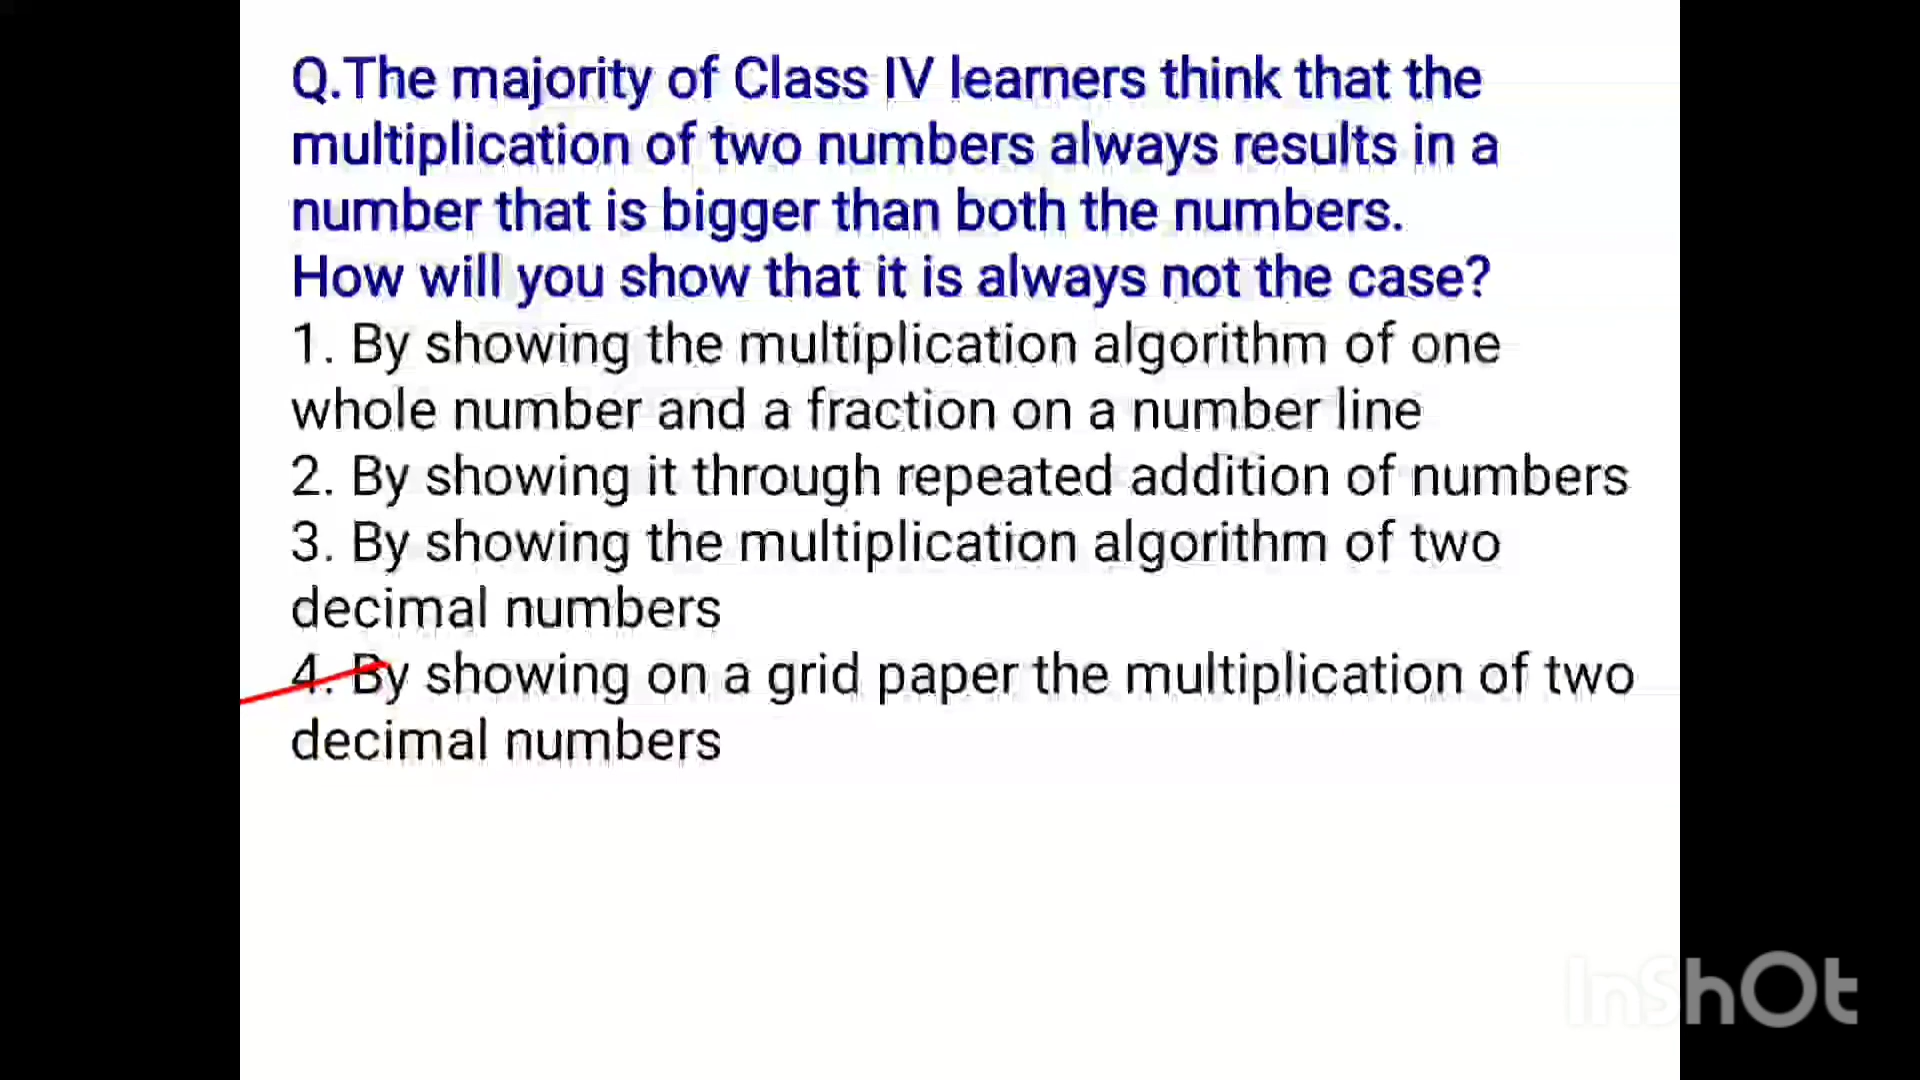 Q.The majority of Class IV learners think that the
multiplication of two numbers always results in a
number that is bigger than both the numbers.
How will you show that it is always not the case?
1. By showing the multiplication algorithm of one
whole number and a fraction on a number line
2. By showing it through repeated addition of numbers
3. By showing the multiplication algorithm of two
decimal numbers
4. By showing on a grid paper the multiplication of two
decimal numbers
InShOt